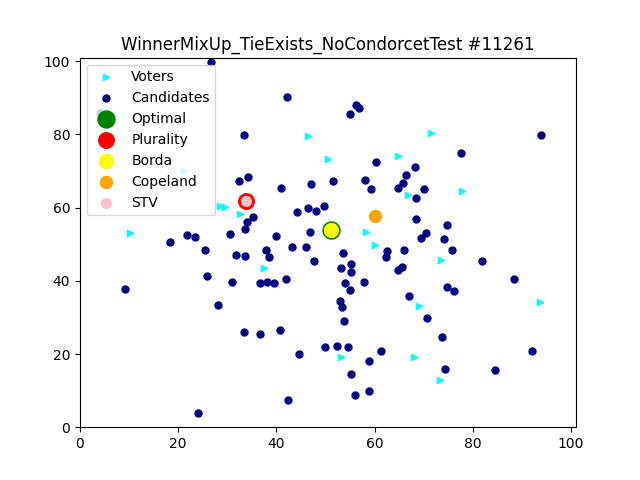 WinnerMixUp_TieExists_NoCondorcetTest #11261
Voters
Candidates
Optimal
Plurality
Borda
Copeland
STV
100
80
60
40
20
0
0
20
40
60
80
100